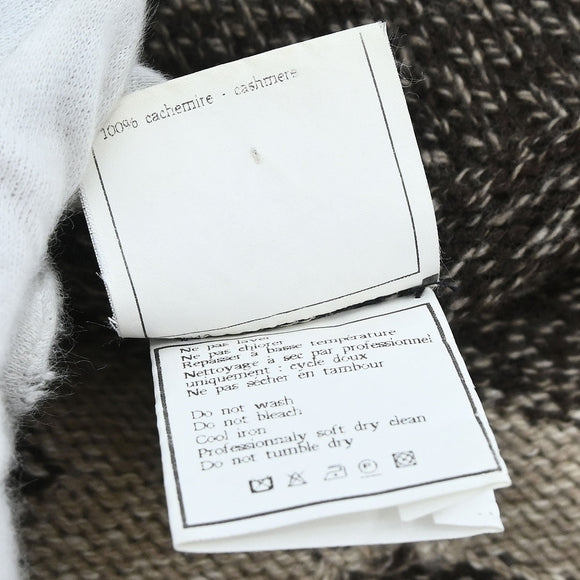 100% cachemire - cashmere
Ne pas laver
Ne pas chlorer
Repasser à basse température
Nettoyage à sec par professionnel
uniquement : cycle doux
Ne pas sécher en tambour
Do not wash
Do not bleach
Cool iron
Professionnaly soft dry clean
Do not tumble dry